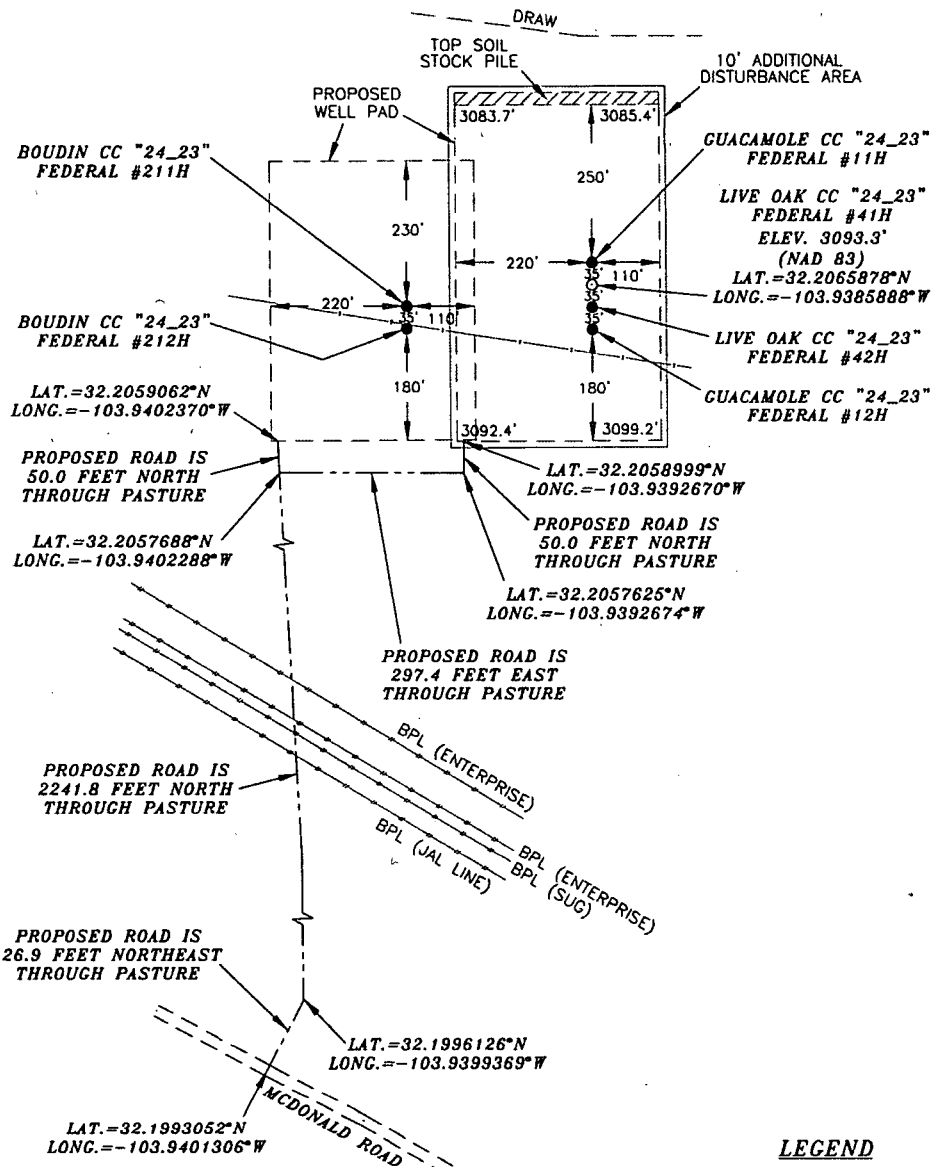 DRAW
TOP SOIL
STOCK PILE
10' ADDITIONAL
DISTURBANCE AREA
PROPOSED
WELL PAD
3083.7'
3085.4'
BOUDIN CC "24_23"
FEDERAL #211H
GUACAMOLE CC "24_23"
FEDERAL #11H
250'
LIVE OAK CC "24_23"
FEDERAL #41H
ELEV. 3093.3'
(NAD 83)
LAT.=32.2065878°N
LONG.=-103.9385888°W
230'
220'
35'
110'
35'
35'
220'
35'
110'
BOUDIN CC "24_23"
FEDERAL #212H
LIVE OAK CC "24_23"
FEDERAL #42H
180'
180'
GUACAMOLE CC "24_23"
FEDERAL #12H
LAT.=32.2059062°N
LONG.=-103.9402370°W
3092.4'
3099.2'
PROPOSED ROAD IS
50.0 FEET NORTH
THROUGH PASTURE
LAT.=32.2058999°N
LONG.=-103.9392670°W
PROPOSED ROAD IS
50.0 FEET NORTH
THROUGH PASTURE
LAT.=32.2057688°N
LONG.=-103.9402288°W
LAT.=32.2057625°N
LONG.=-103.9392674°W
PROPOSED ROAD IS
297.4 FEET EAST
THROUGH PASTURE
BPL (ENTERPRISE)
PROPOSED ROAD IS
2241.8 FEET NORTH
THROUGH PASTURE
BPL (JAL LINE)
BPL (ENTERPRISE)
BPL (SUG)
PROPOSED ROAD IS
26.9 FEET NORTHEAST
THROUGH PASTURE
LAT.=32.1996126°N
LONG.=-103.9399369°W
MCDONALD ROAD
LAT.=32.1993052°N
LONG.=-103.9401306°W
LEGEND